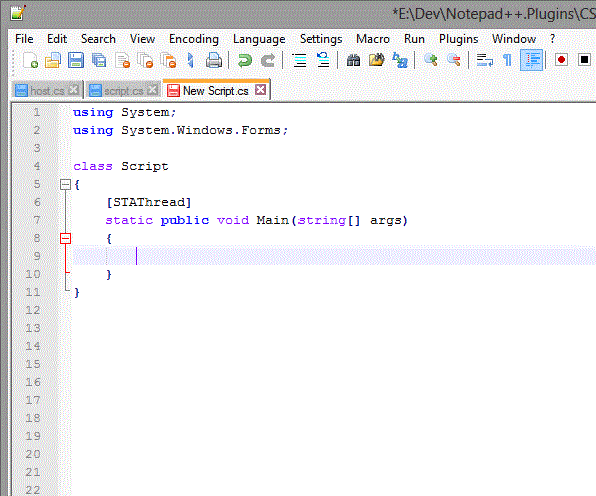 *E:\Dev\Notepad++.Plugins\CS
File Edit Search View Encoding Language Settings Macro Run Plugins Window ?
host.cs script.cs New Script.cs
1 using System;
2 using System.Windows.Forms;
3
4 class Script
5 {
6 [STAThread]
7 static public void Main(string[] args)
8 {
9
10 }
11 }
12
13
14
15
16
17
18
19
20
21
22